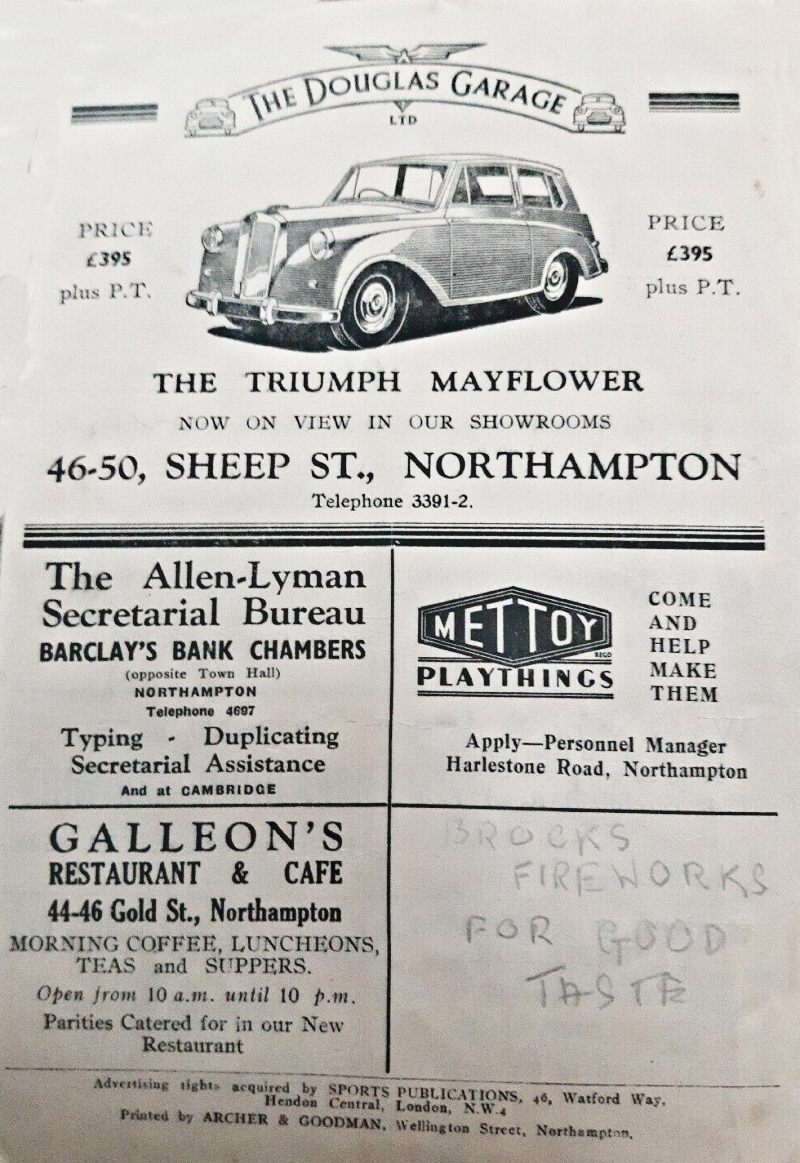 THE DOUGLAS GARAGE
LTD
PRICE
£395
plus P.T.
PRICE
£395
plus P.T.
THE TRIUMPH MAYFLOWER
NOW ON VIEW IN OUR SHOWROOMS
46-50, SHEEP ST., NORTHAMPTON
Telephone 3391-2.
The Allen-Lyman
Secretarial Bureau
BARCLAY'S BANK CHAMBERS
(opposite Town Hall)
NORTHAMPTON
Telephone 4697
Typing - Duplicating
Secretarial Assistance
And at CAMBRIDGE
METTOY
REGD
PLAYTHINGS
COME
AND
HELP
MAKE
THEM
Apply—Personnel Manager
Harlestone Road, Northampton
GALLEON'S
RESTAURANT & CAFE
44-46 Gold St., Northampton
MORNING COFFEE, LUNCHEONS,
TEAS and SUPPERS.
Open from 10 a.m. until 10 p.m.
Parities Catered for in our New
Restaurant
BROCKS
FIREWORKS
FOR GOOD
TASTE
Advertising rights acquired by SPORTS PUBLICATIONS, 46, Watford Way,
Hendon Central, London, N.W.4
Printed by ARCHER & GOODMAN, Wellington Street, Northampton.